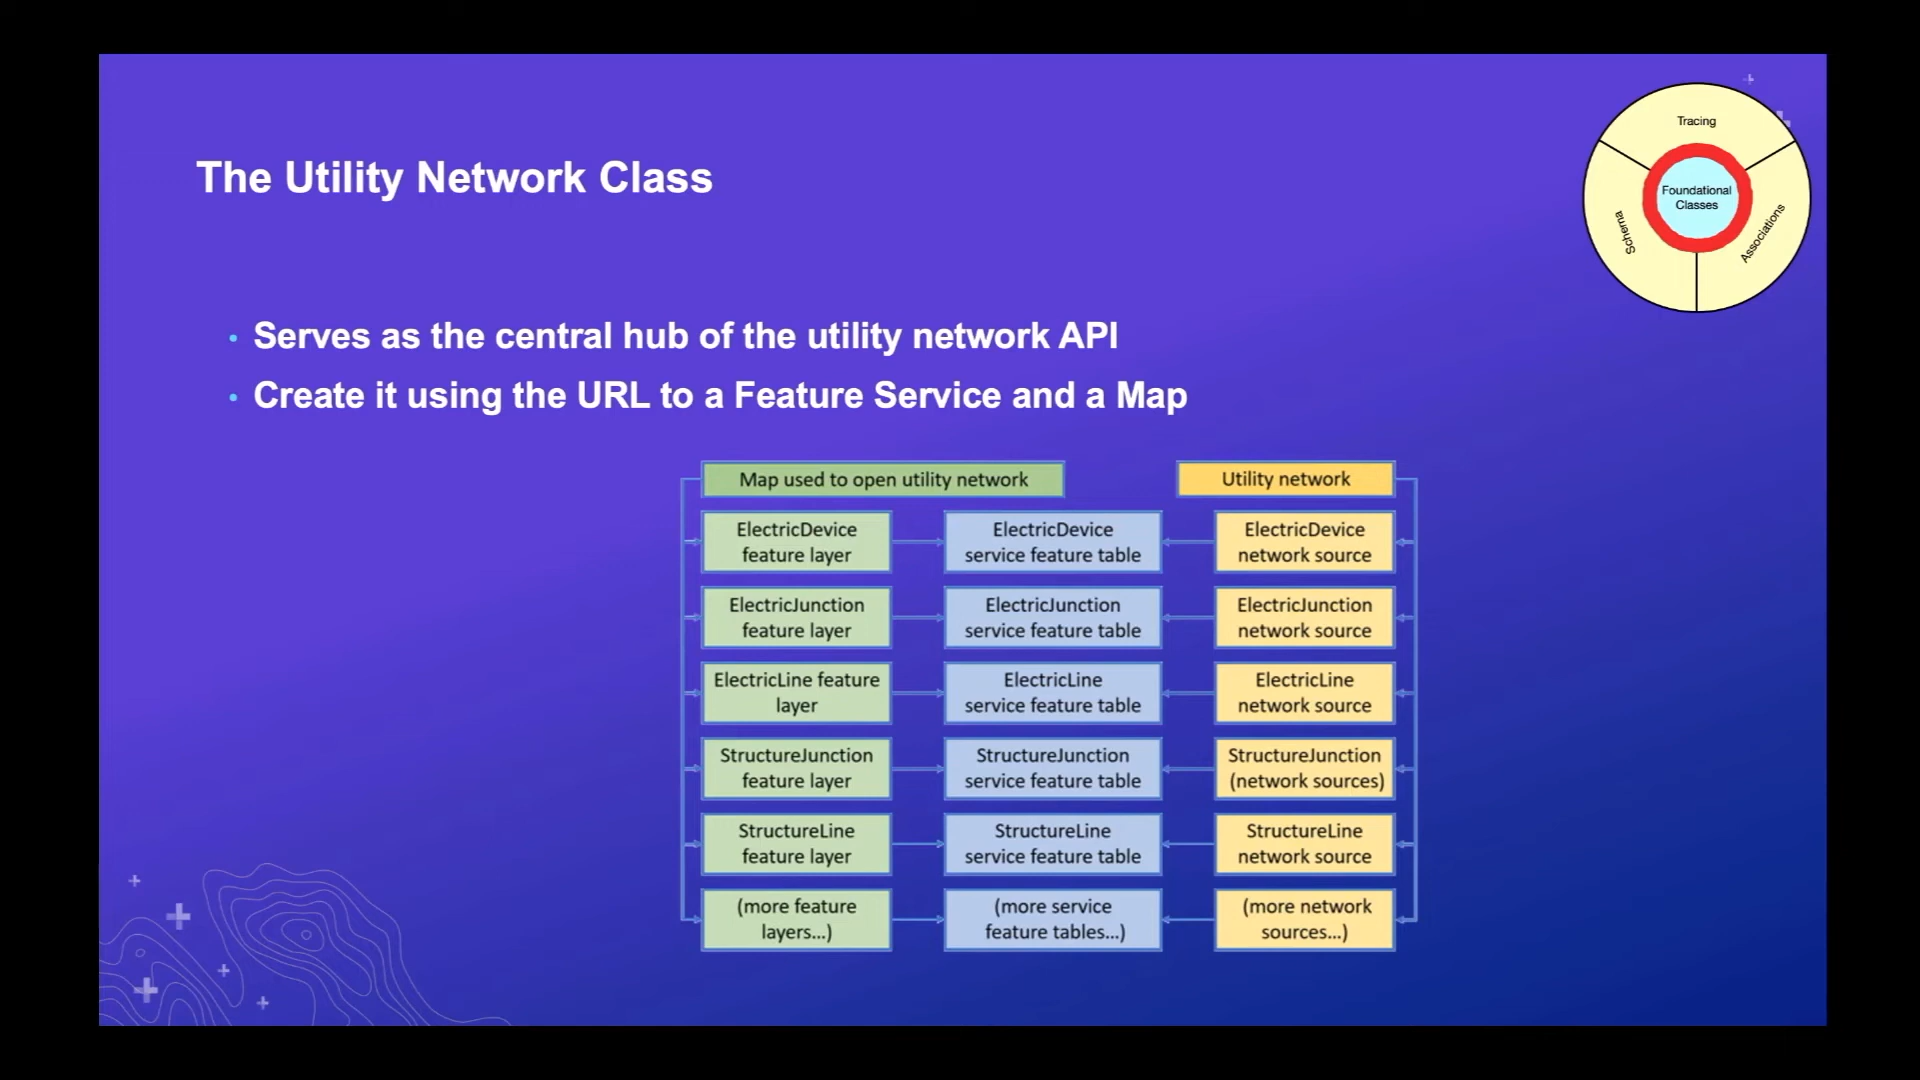 Tracing
Foundational
Classes
Schema
Associations
The Utility Network Class
• Serves as the central hub of the utility network API
• Create it using the URL to a Feature Service and a Map
Map used to open utility network
Utility network
ElectricDevice
feature layer
ElectricDevice
service feature table
ElectricDevice
network source
ElectricJunction
feature layer
ElectricJunction
service feature table
ElectricJunction
network source
ElectricLine feature
layer
ElectricLine
service feature table
ElectricLine
network source
StructureJunction
feature layer
StructureJunction
service feature table
StructureJunction
(network sources)
StructureLine
feature layer
StructureLine
service feature table
StructureLine
network source
(more feature
layers...)
(more service
feature tables...)
(more network
sources...)